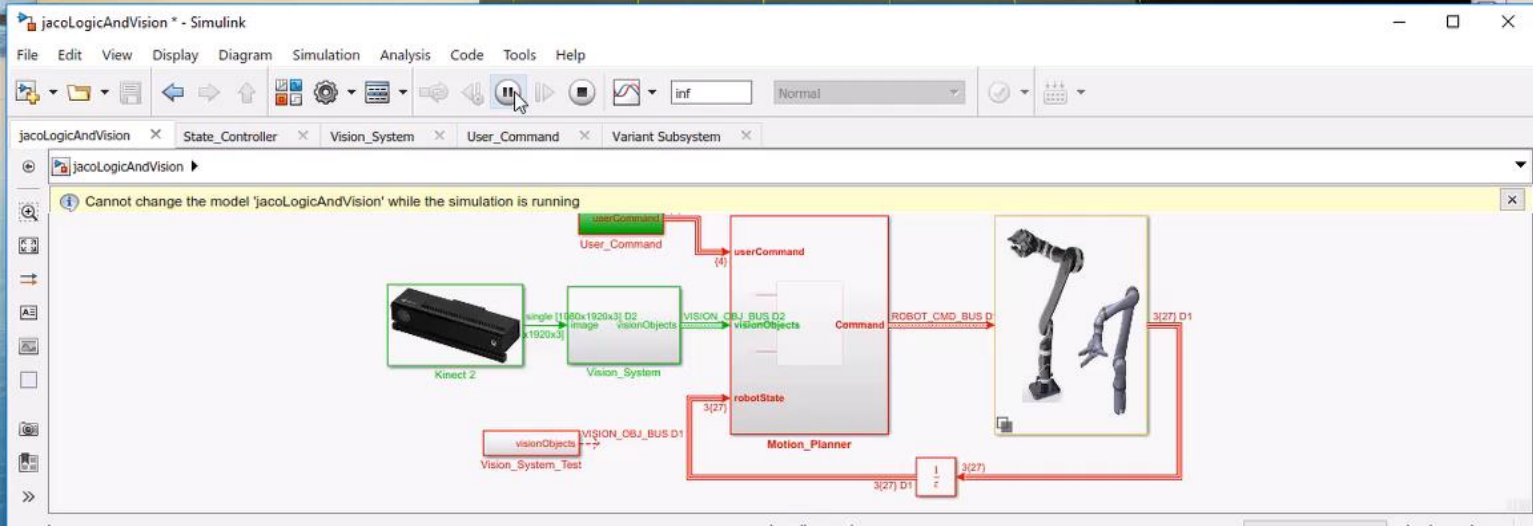 jacoLogicAndVision * - Simulink
File Edit View Display Diagram Simulation Analysis Code Tools Help
inf Normal
jacoLogicAndVision State_Controller Vision_System User_Command Variant Subsystem
jacoLogicAndVision
Cannot change the model 'jacoLogicAndVision' while the simulation is running
userCommand
User_Command
userCommand
{4}
single [1080x1920x3] D2
image visionObjects
VISION_OBJ_BUS D2
visionObjects
Command
ROBOT_CMD_BUS D
3{27} D1
x1920x3]
Kinect 2
Vision_System
robotState
3{27}
visionObjects
VISION_OBJ_BUS D1
Vision_System_Test
Motion_Planner
3{27} D1
1
z
3{27}